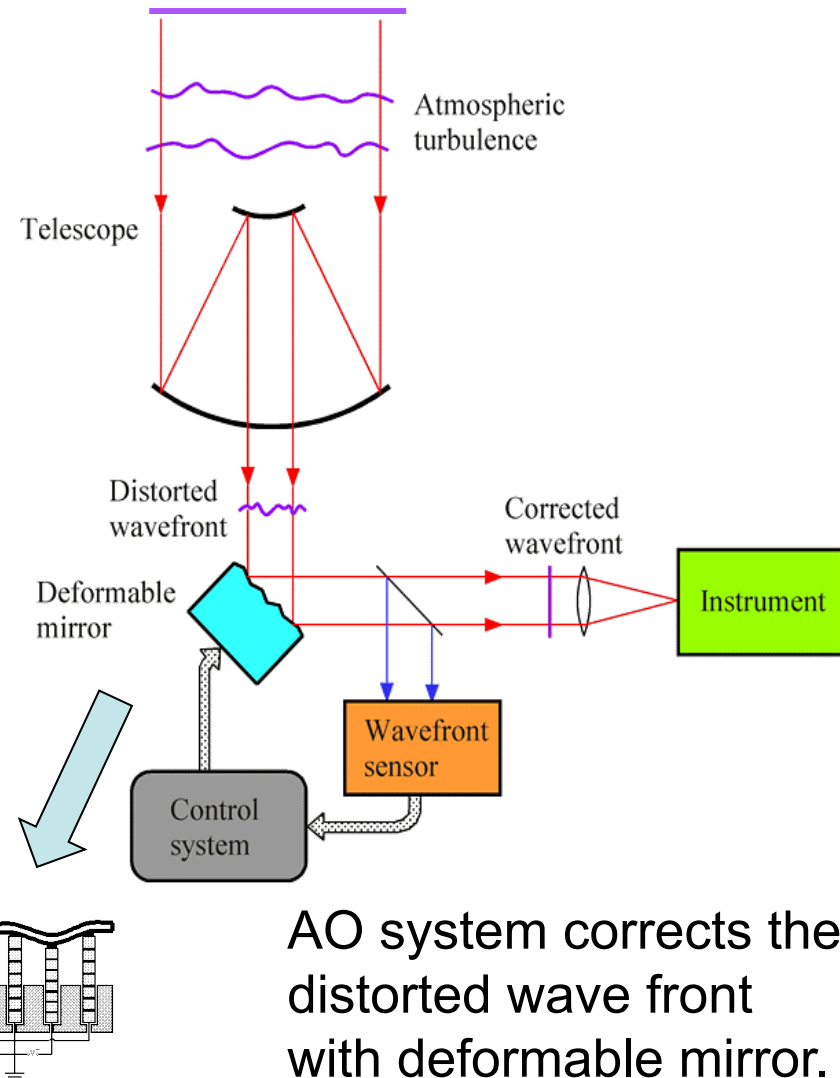 Atmospheric
turbulence
Telescope
Distorted
wavefront
Corrected
wavefront
Deformable
mirror
Instrument
Wavefront
sensor
Control
system
AO system corrects the
distorted wave front
with deformable mirror.